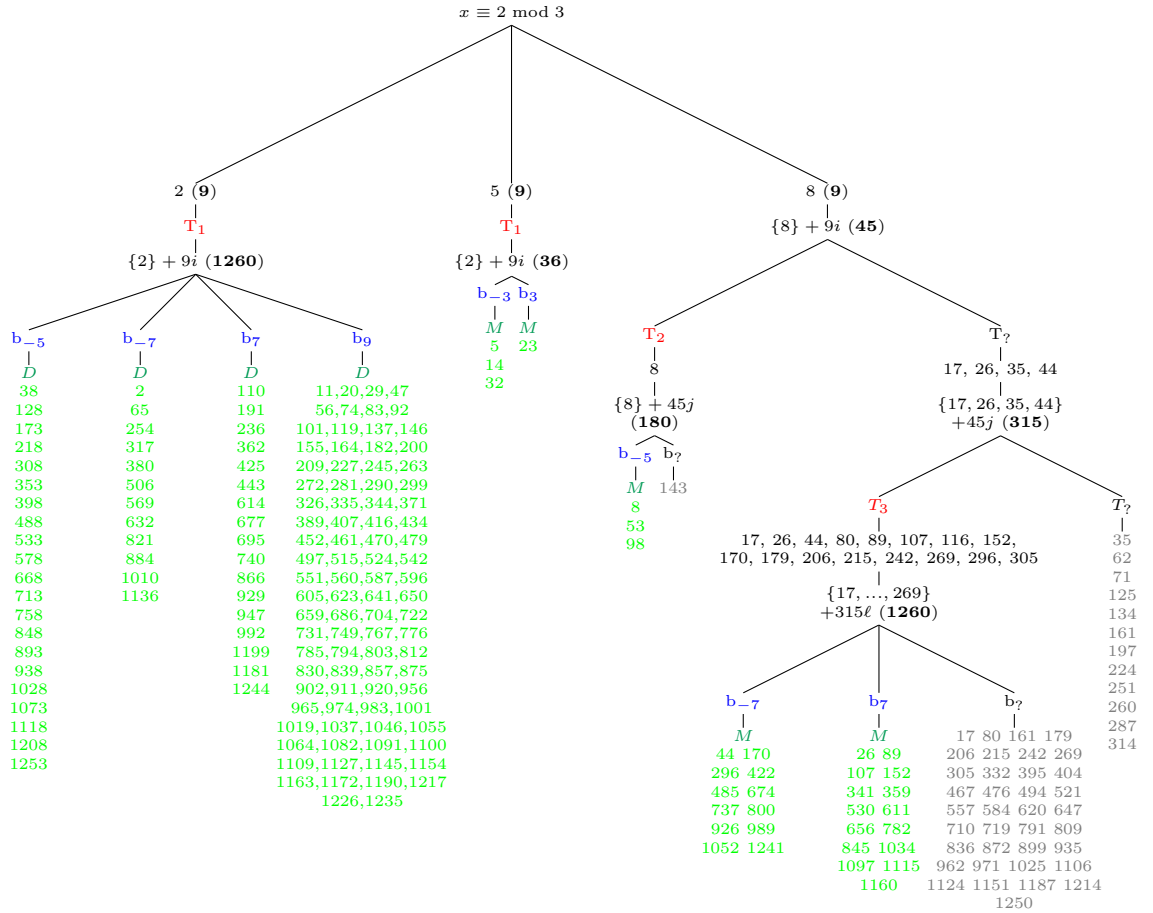 x ≡ 2 mod 3
2 (9)
T₁
{2} + 9i (1260)
b₋₅
D
38
128
173
218
308
353
398
488
533
578
668
713
758
848
893
938
1028
1073
1118
1208
1253
b₋₇
D
2
65
254
317
380
506
569
632
821
884
1010
1136
b₇
D
110
191
236
362
425
443
614
677
695
740
866
929
947
992
1199
1181
1244
b₉
D
11,20,29,47
56,74,83,92
101,119,137,146
155,164,182,200
209,227,245,263
272,281,290,299
326,335,344,371
389,407,416,434
452,461,470,479
497,515,524,542
551,560,587,596
605,623,641,650
659,686,704,722
731,749,767,776
785,794,803,812
830,839,857,875
902,911,920,956
965,974,983,1001
1019,1037,1046,1055
1064,1082,1091,1100
1109,1127,1145,1154
1163,1172,1190,1217
1226,1235
5 (9)
T₁
{2} + 9i (36)
b₋₃
M
5
14
32
b₃
M
23
8 (9)
{8} + 9i (45)
T₂
8
{8} + 45j
(180)
b₋₅
M
8
53
98
b?
143
T?
17, 26, 35, 44
{17, 26, 35, 44}
+45j (315)
T₃
17, 26, 44, 80, 89, 107, 116, 152,
170, 179, 206, 215, 242, 269, 296, 305
{17, ..., 269}
+315ℓ (1260)
b₋₇
M
44 170
296 422
485 674
737 800
926 989
1052 1241
b₇
M
26 89
107 152
341 359
530 611
656 782
845 1034
1097 1115
1160
b?
17 80 161 179
206 215 242 269
305 332 395 404
467 476 494 521
557 584 620 647
710 719 791 809
836 872 899 935
962 971 1025 1106
1124 1151 1187 1214
1250
T?
35
62
71
125
134
161
197
224
251
260
287
314